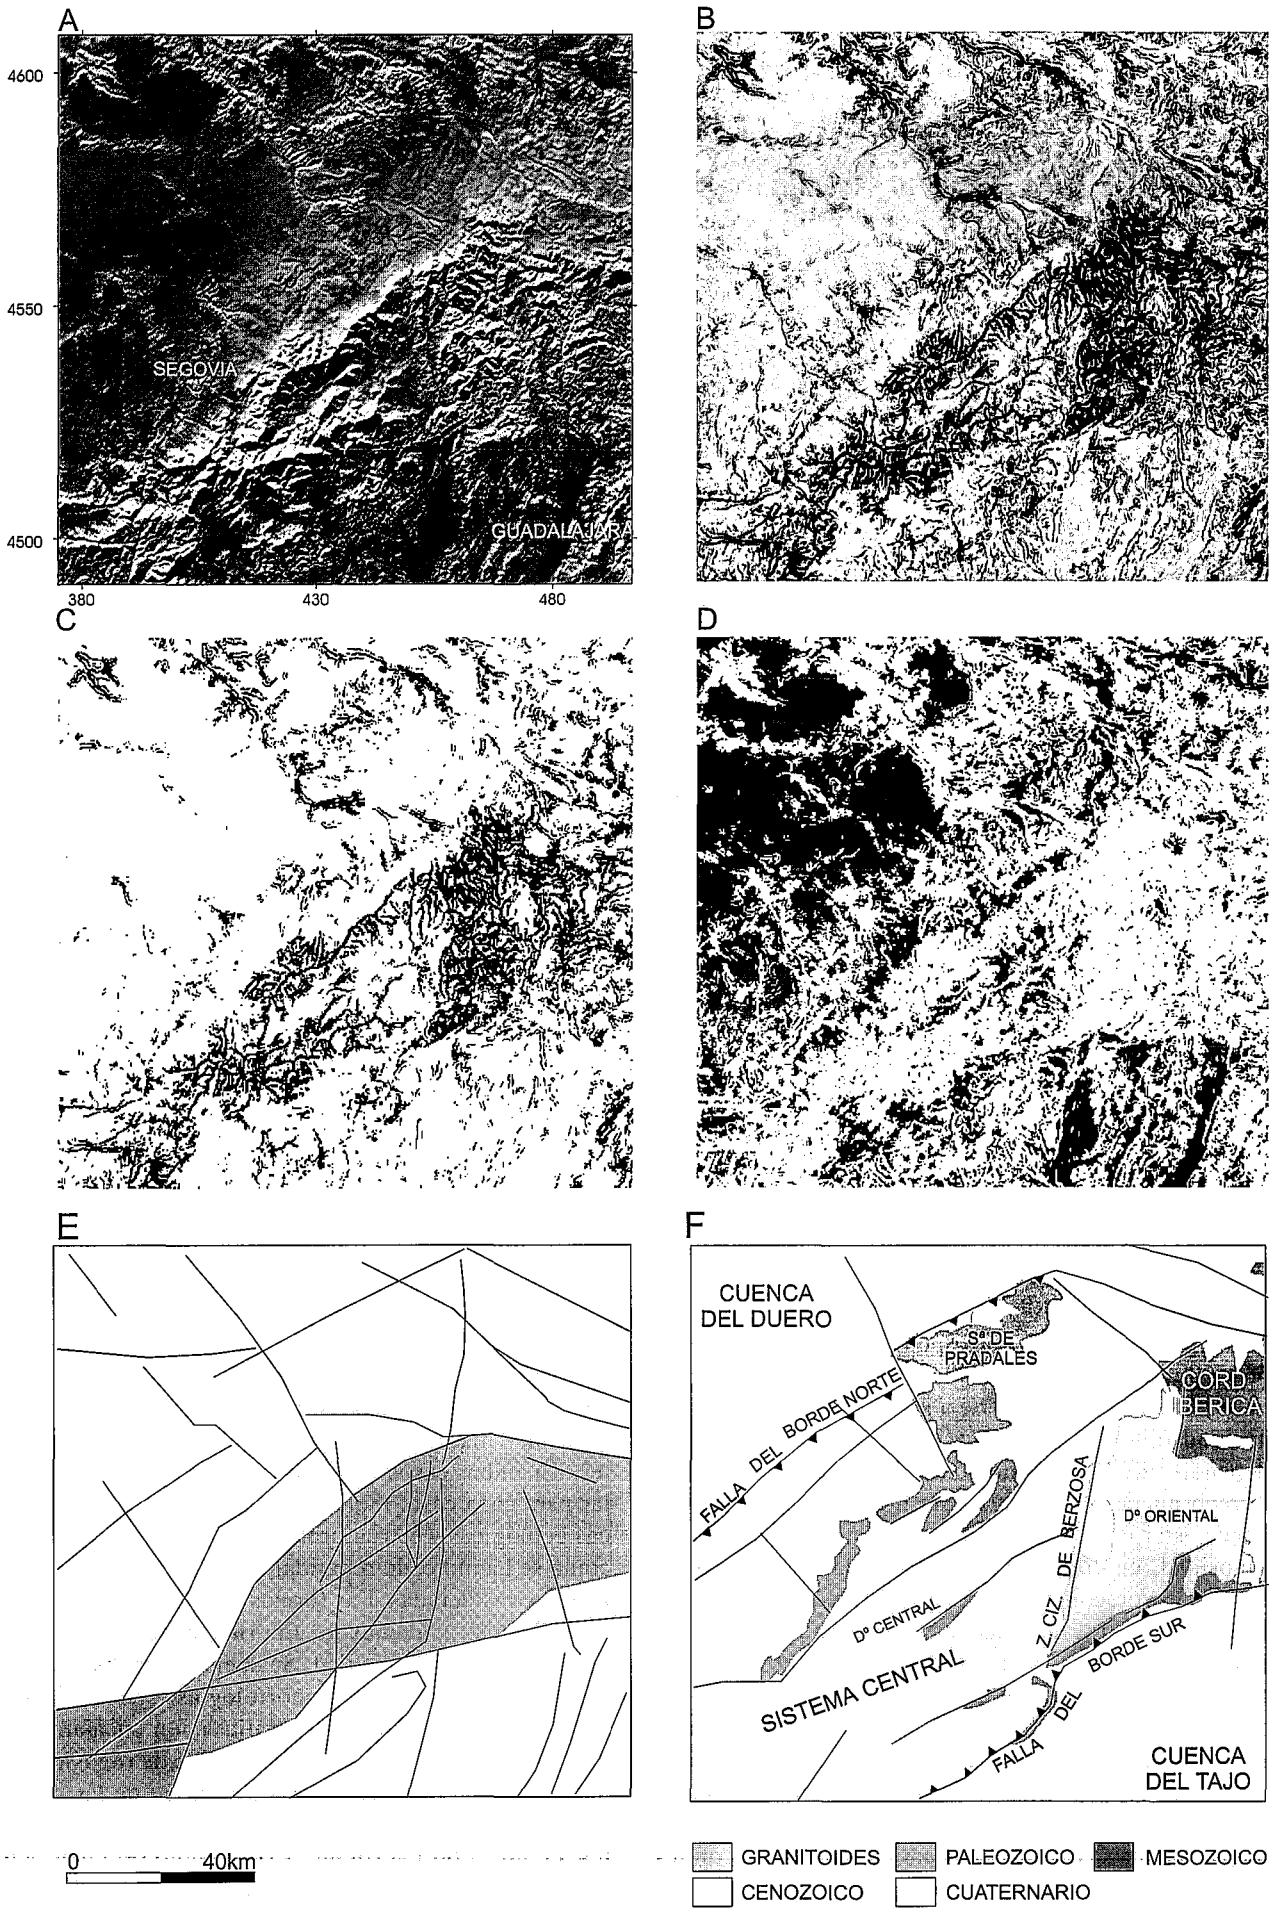 A
B
4600
4550
4500
SEGOVIA
GUADALAJARA
380
430
480
C
D
E
F
CUENCA
DEL DUERO
Sª DE
PRADALES
CORD.
IBERICA
FALLA DEL BORDE NORTE
Z. CIZ. DE BERZOSA
Dº ORIENTAL
Dº CENTRAL
SISTEMA CENTRAL
FALLA DEL BORDE SUR
CUENCA
DEL TAJO
0 40km
GRANITOIDES
PALEOZOICO
MESOZOICO
CENOZOICO
CUATERNARIO